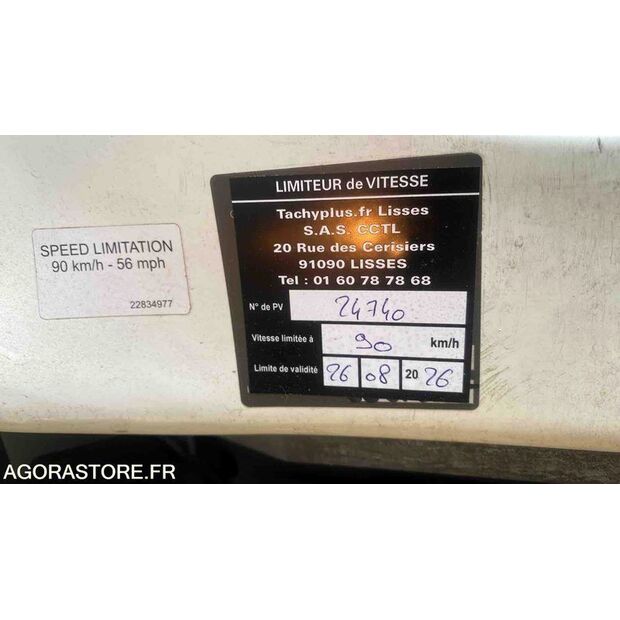 SPEED LIMITATION
90 km/h - 56 mph
22834977
LIMITEUR de VITESSE
Tachyplus.fr Lisses
S.A.S. CCTL
20 Rue des Cerisiers
91090 LISSES
Tel : 01 60 78 78 68
N° de PV 24740
Vitesse limitée à 90 km/h
Limite de validité 26 08 20 26
AGORASTORE.FR